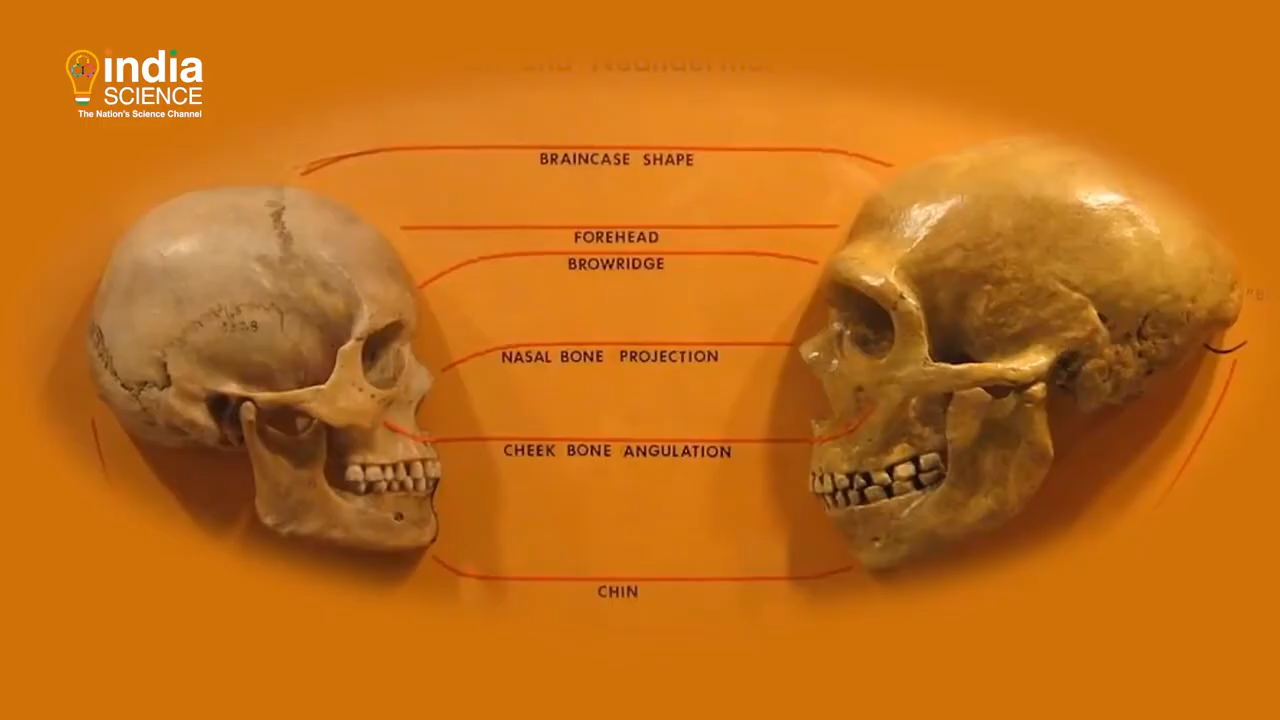 india
SCIENCE
The Nation's Science Channel
BRAINCASE SHAPE
FOREHEAD
BROWRIDGE
NASAL BONE PROJECTION
CHEEK BONE ANGULATION
CHIN